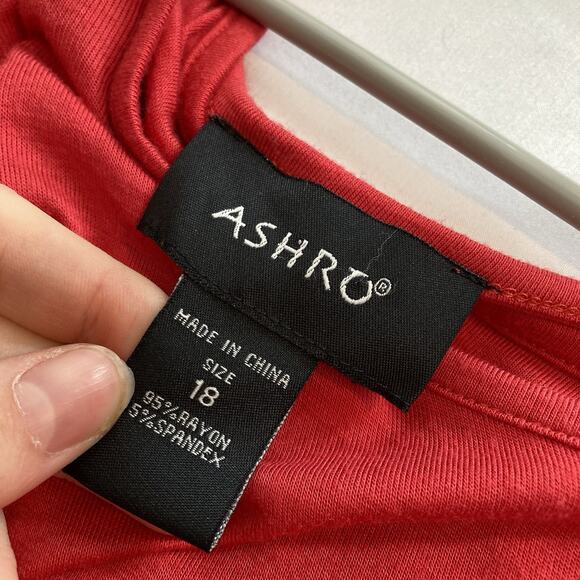 ASHRO®
MADE IN CHINA
SIZE
18
95%RAYON
5%SPANDEX